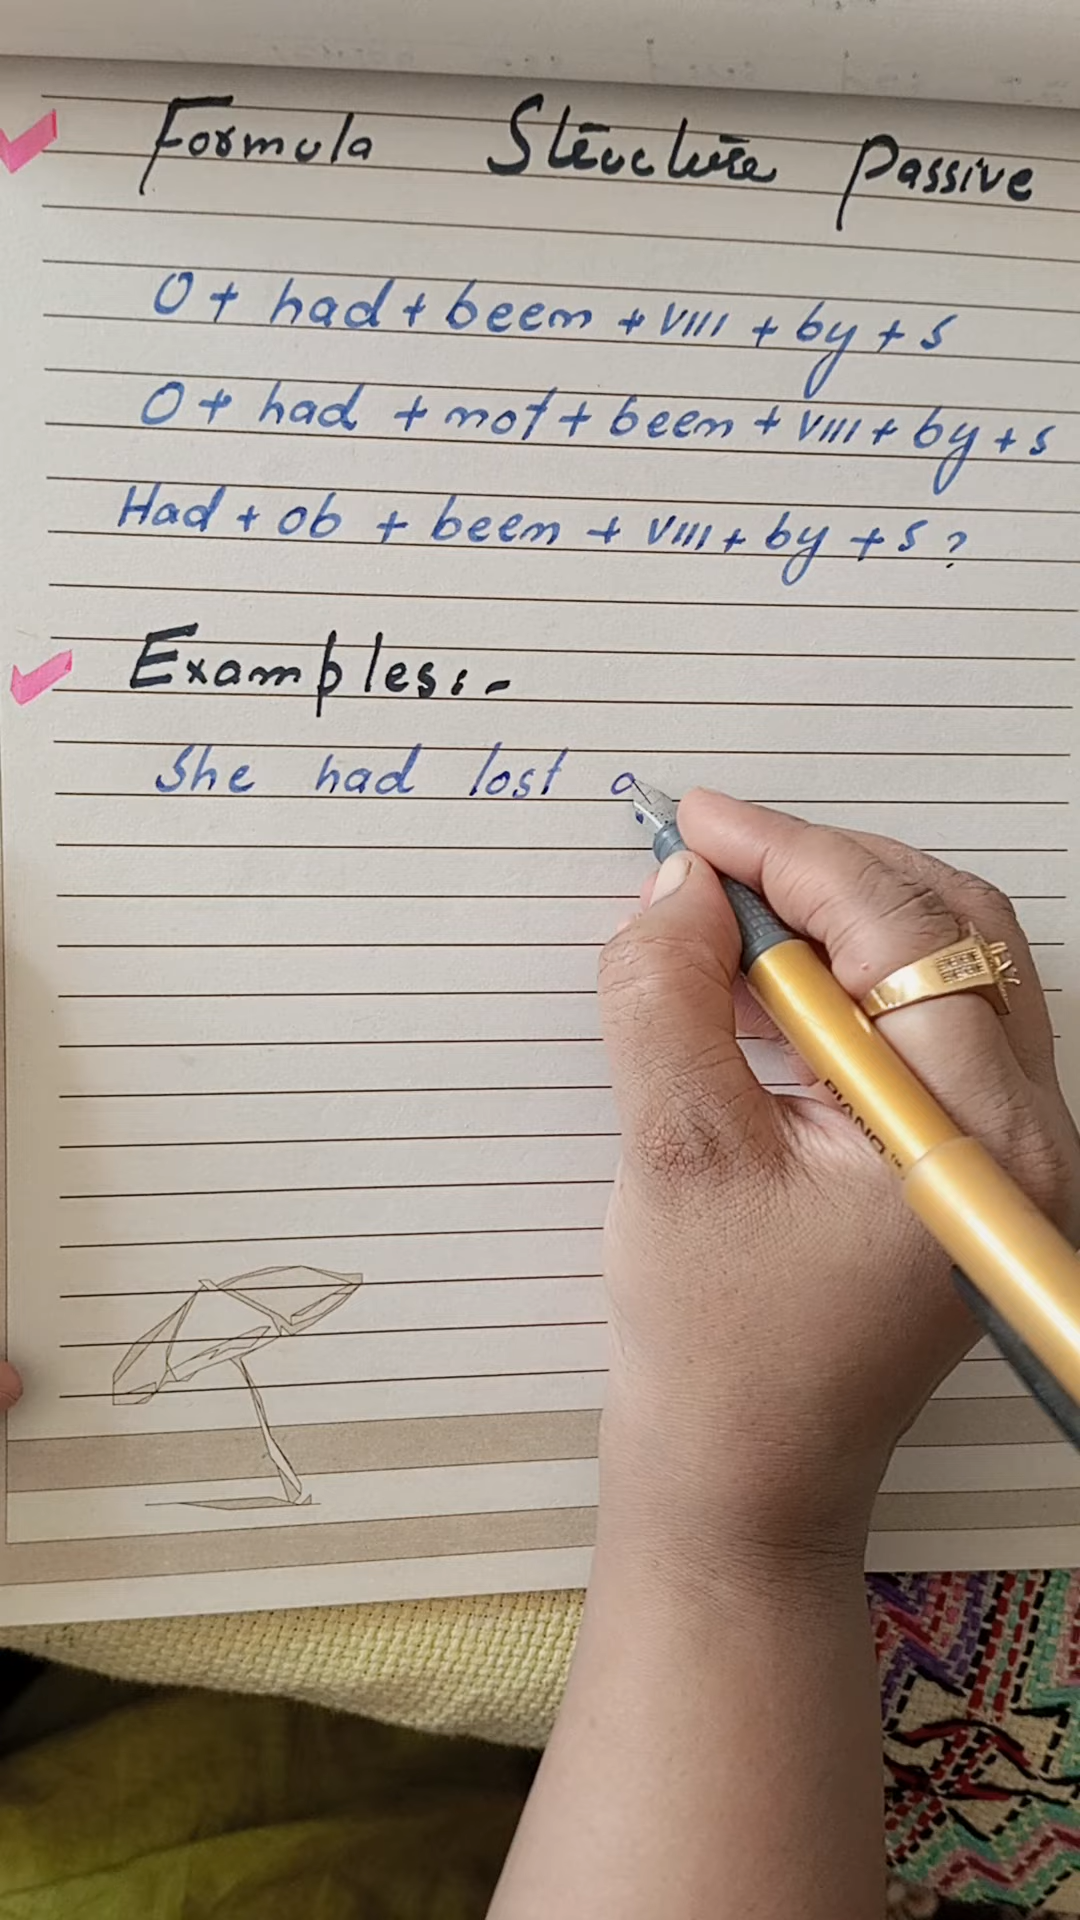 Formula Structure Passive
O + had + been + VIII + by + S
O + had + not + been + VIII + by + S
Had + Ob + been + VIII + by + S ?
Examples:-
She had lost a
PIANO™